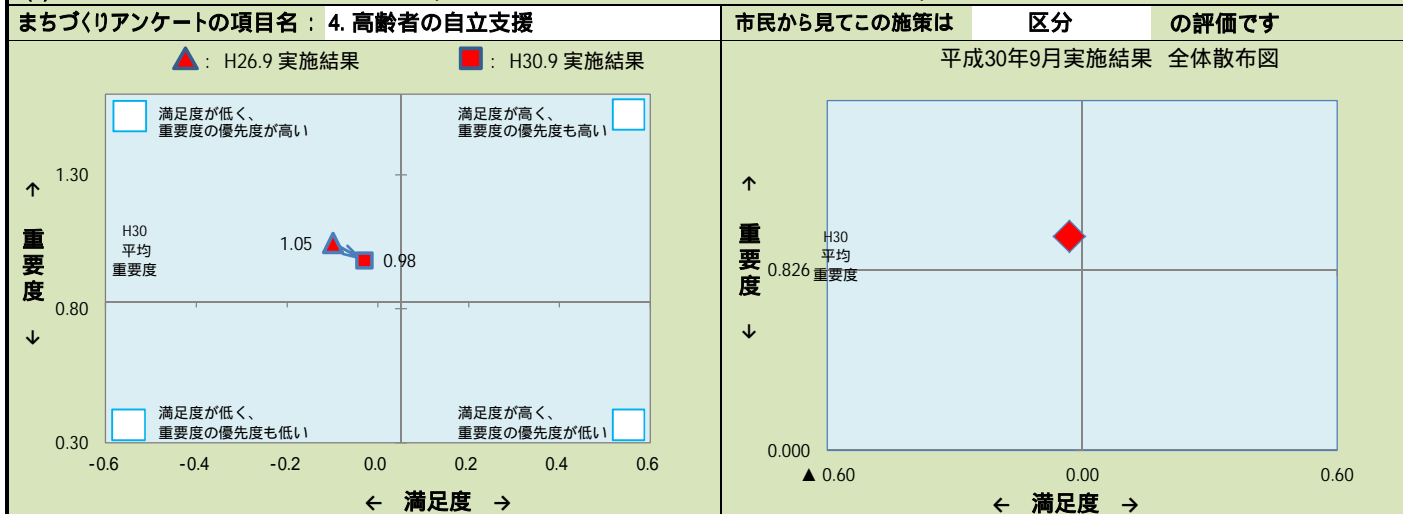 まちづくりアンケートの項目名： 4. 高齢者の自立支援
▲： H26.9 実施結果 ■： H30.9 実施結果
満足度が低く、
重要度の優先度が高い
満足度が高く、
重要度の優先度も高い
↑
重要度
↓
1.30
0.80
0.30
H30
平均
重要度
1.05
0.98
満足度が低く、
重要度の優先度も低い
満足度が高く、
重要度の優先度が低い
-0.6 -0.4 -0.2 0.0 0.2 0.4 0.6
← 満足度 →
市民から見てこの施策は 区分 の評価です
平成30年9月実施結果 全体散布図
↑
重要度
↓
H30
平均
重要度
0.826
0.000
▲ 0.60 0.00 0.60
← 満足度 →